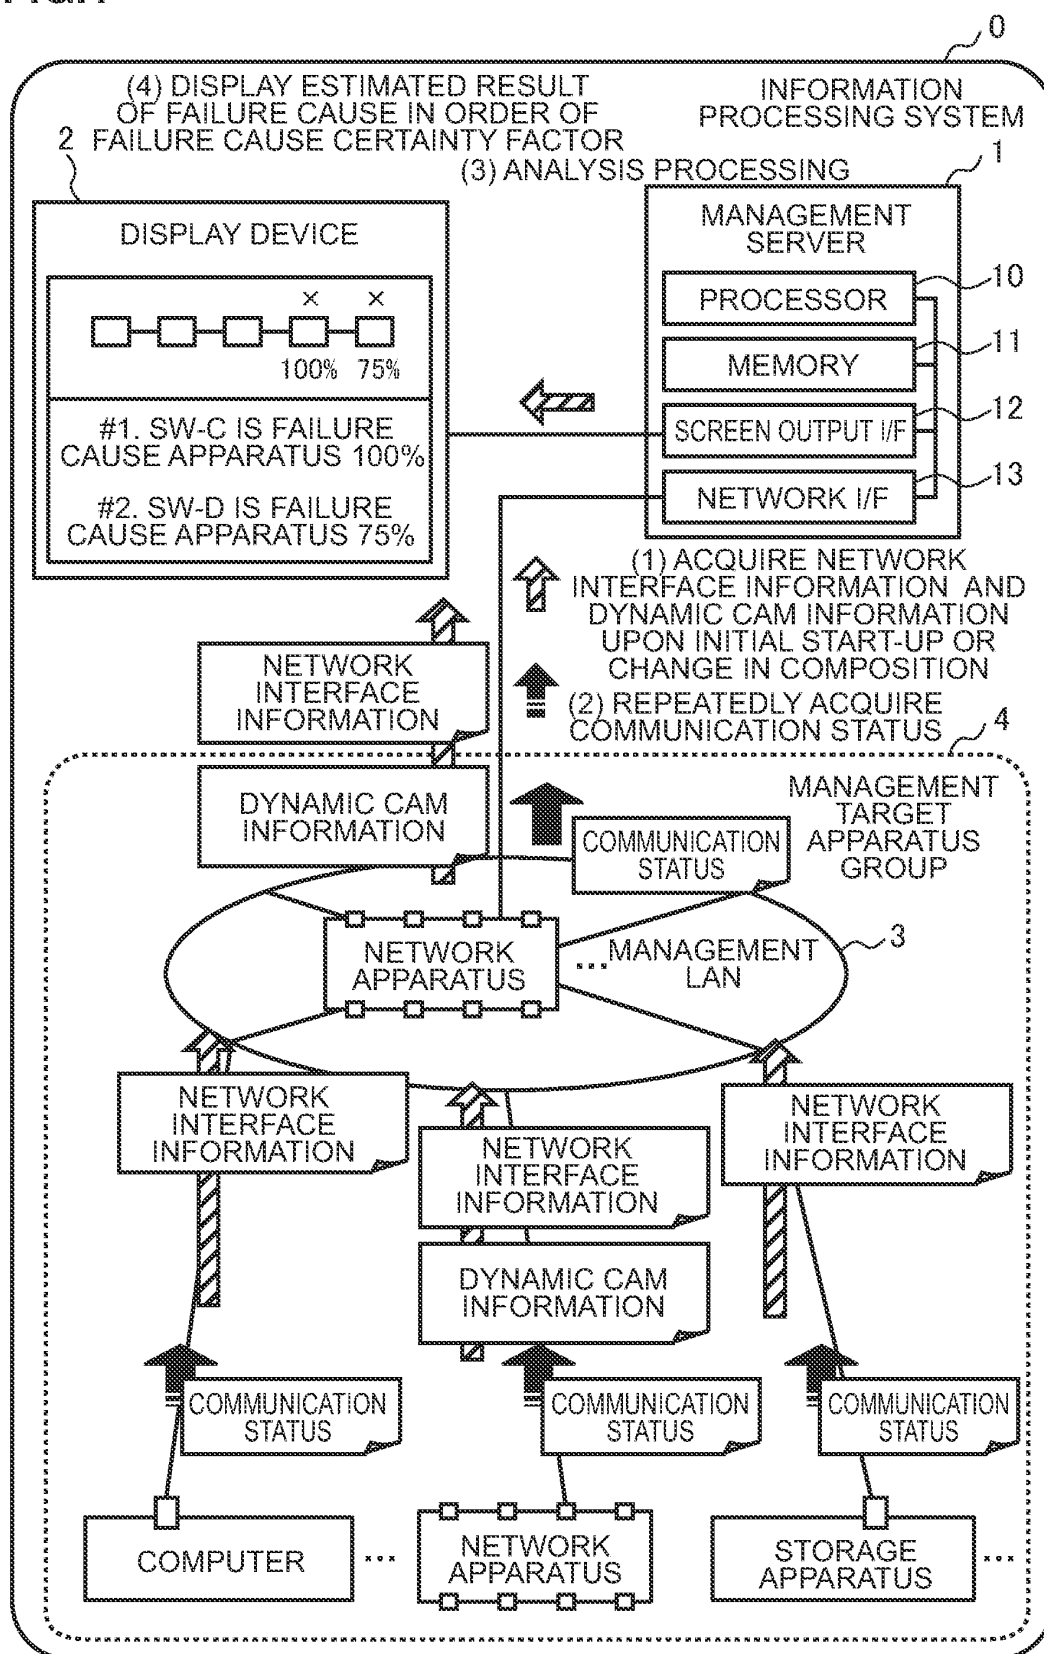 0
(4) DISPLAY ESTIMATED RESULT
OF FAILURE CAUSE IN ORDER OF
FAILURE CAUSE CERTAINTY FACTOR
INFORMATION
PROCESSING SYSTEM
(3) ANALYSIS PROCESSING
2
1
DISPLAY DEVICE
× ×
100% 75%
#1. SW-C IS FAILURE
CAUSE APPARATUS 100%
#2. SW-D IS FAILURE
CAUSE APPARATUS 75%
MANAGEMENT
SERVER
PROCESSOR
10
MEMORY
11
SCREEN OUTPUT I/F
12
NETWORK I/F
13
(1) ACQUIRE NETWORK
INTERFACE INFORMATION AND
DYNAMIC CAM INFORMATION
UPON INITIAL START-UP OR
CHANGE IN COMPOSITION
(2) REPEATEDLY ACQUIRE
COMMUNICATION STATUS
NETWORK
INTERFACE
INFORMATION
4
DYNAMIC CAM
INFORMATION
MANAGEMENT
TARGET
APPARATUS
GROUP
COMMUNICATION
STATUS
NETWORK
APPARATUS
...
MANAGEMENT
LAN
3
NETWORK
INTERFACE
INFORMATION
NETWORK
INTERFACE
INFORMATION
NETWORK
INTERFACE
INFORMATION
DYNAMIC CAM
INFORMATION
COMMUNICATION
STATUS
COMMUNICATION
STATUS
COMMUNICATION
STATUS
COMPUTER
...
NETWORK
APPARATUS
STORAGE
APPARATUS
...